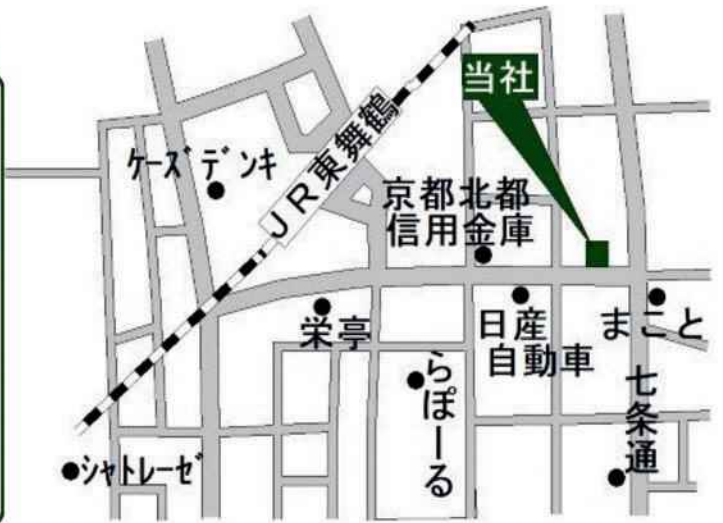 当社
ケーズデンキ
JR東舞鶴
京都北都
信用金庫
栄亭
日産
自動車
まこと
らぽーる
七条通
シャトレーゼ